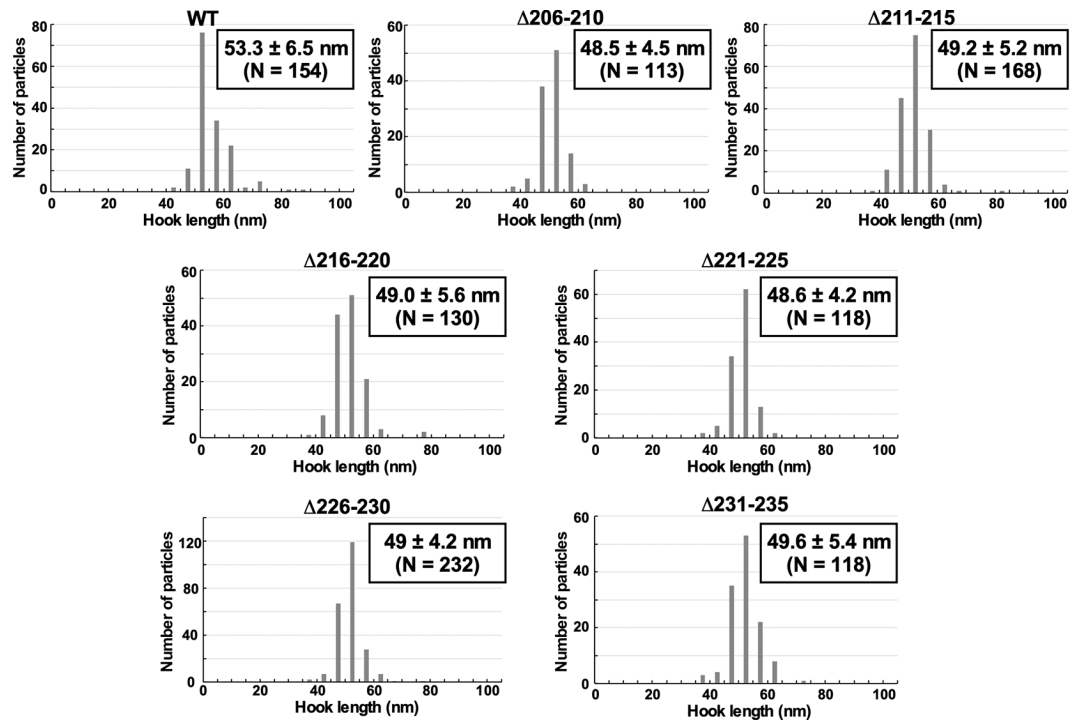 WT
Number of particles
80
60
40
20
0
53.3 ± 6.5 nm
(N = 154)
0 20 40 60 80 100
Hook length (nm)
Δ206-210
Number of particles
60
40
20
0
48.5 ± 4.5 nm
(N = 113)
0 20 40 60 80 100
Hook length (nm)
Δ211-215
Number of particles
80
60
40
20
0
49.2 ± 5.2 nm
(N = 168)
0 20 40 60 80 100
Hook length (nm)
Δ216-220
Number of particles
60
40
20
0
49.0 ± 5.6 nm
(N = 130)
0 20 40 60 80 100
Hook length (nm)
Δ221-225
Number of particles
60
40
20
0
48.6 ± 4.2 nm
(N = 118)
0 20 40 60 80 100
Hook length (nm)
Δ226-230
Number of particles
120
80
40
0
49 ± 4.2 nm
(N = 232)
0 20 40 60 80 100
Hook length (nm)
Δ231-235
Number of particles
60
40
20
0
49.6 ± 5.4 nm
(N = 118)
0 20 40 60 80 100
Hook length (nm)